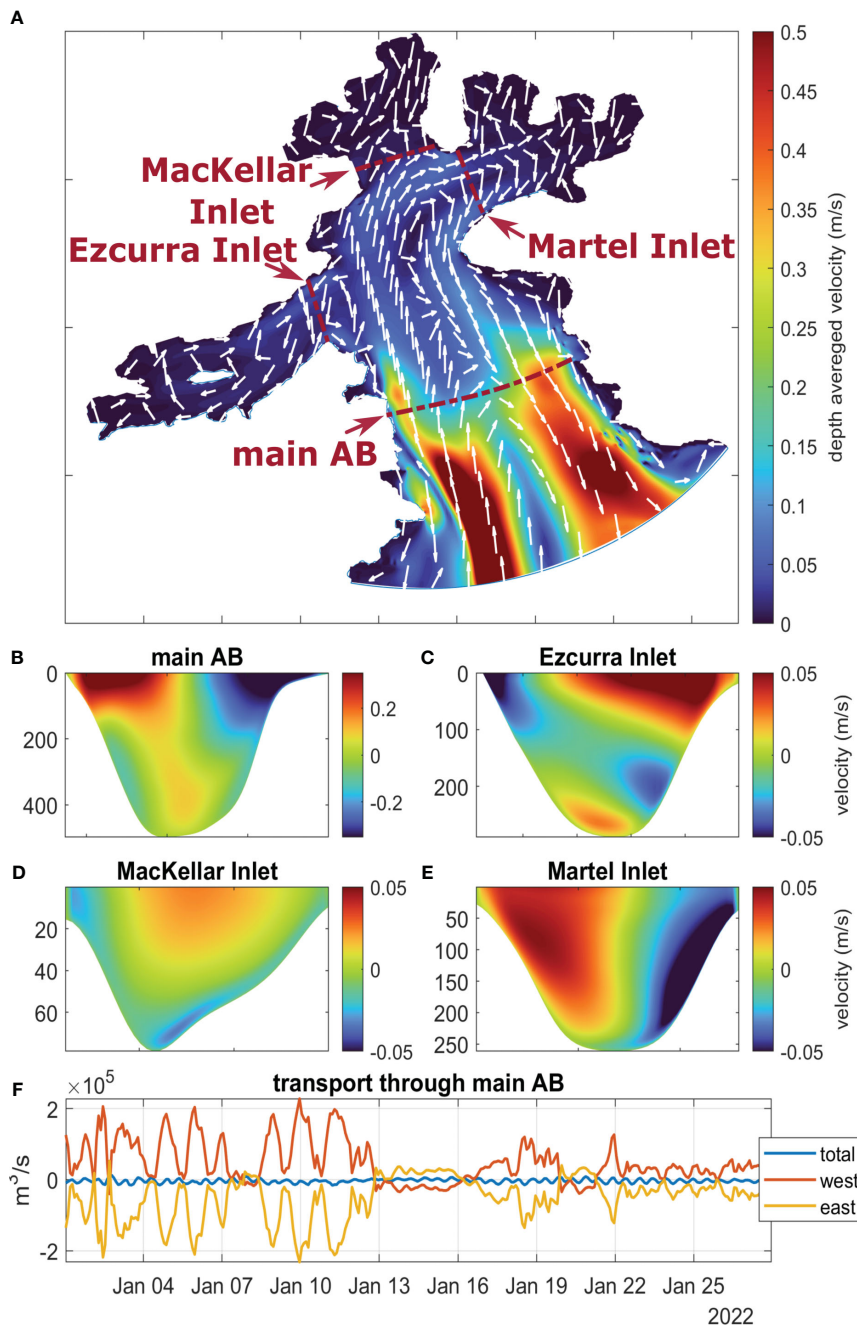 A
MacKellar
Inlet
Ezcurra Inlet
Martel Inlet
main AB
0.5
0.45
0.4
0.35
0.3
0.25
0.2
0.15
0.1
0.05
0
depth avereged velocity (m/s)
B
main AB
0
200
400
0.2
0
-0.2
C
Ezcurra Inlet
0
100
200
0.05
0
-0.05
velocity (m/s)
D
MacKellar Inlet
20
40
60
0.05
0
-0.05
E
Martel Inlet
50
100
150
200
250
0.05
0
-0.05
velocity (m/s)
F
×10⁵
transport through main AB
2
0
-2
m³/s
total
west
east
Jan 04
Jan 07
Jan 10
Jan 13
Jan 16
Jan 19
Jan 22
Jan 25
2022